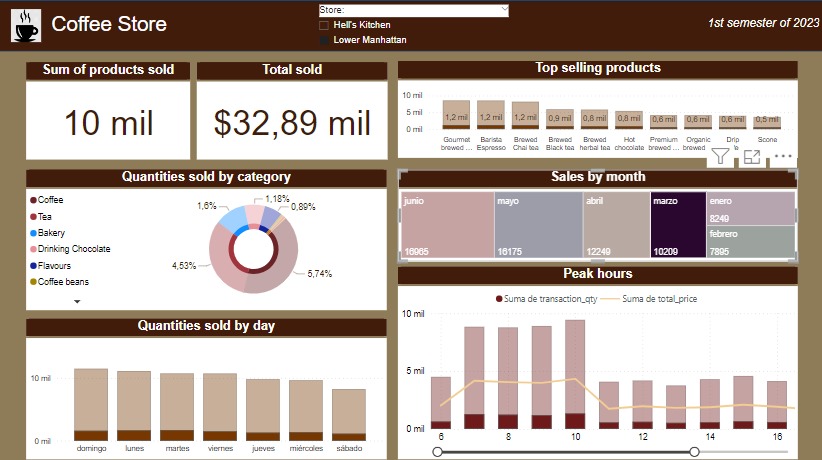 Coffee Store
Store:
Hell's Kitchen
Lower Manhattan
1st semester of 2023
Sum of products sold
10 mil
Total sold
$32,89 mil
Top selling products
10 mil
5 mil
0 mil
1,2 mil
1,2 mil
1,2 mil
0,9 mil
0,8 mil
0,8 mil
0,6 mil
0,6 mil
0,6 mil
0,5 mil
Gourmet brewed ...
Barista Espresso
Brewed Chai tea
Brewed Black tea
Brewed herbal tea
Hot chocolate
Premium brewed ...
Organic brewed
Drip
Scone
Quantities sold by category
Coffee
Tea
Bakery
Drinking Chocolate
Flavours
Coffee beans
1,6%
1,18%
0,89%
4,53%
5,74%
Sales by month
junio
16965
mayo
16175
abril
12249
marzo
10209
enero
8249
febrero
7895
Quantities sold by day
10 mil
0 mil
domingo
lunes
martes
viernes
jueves
miércoles
sábado
Peak hours
Suma de transaction_qty
Suma de total_price
10 mil
5 mil
0 mil
6
8
10
12
14
16